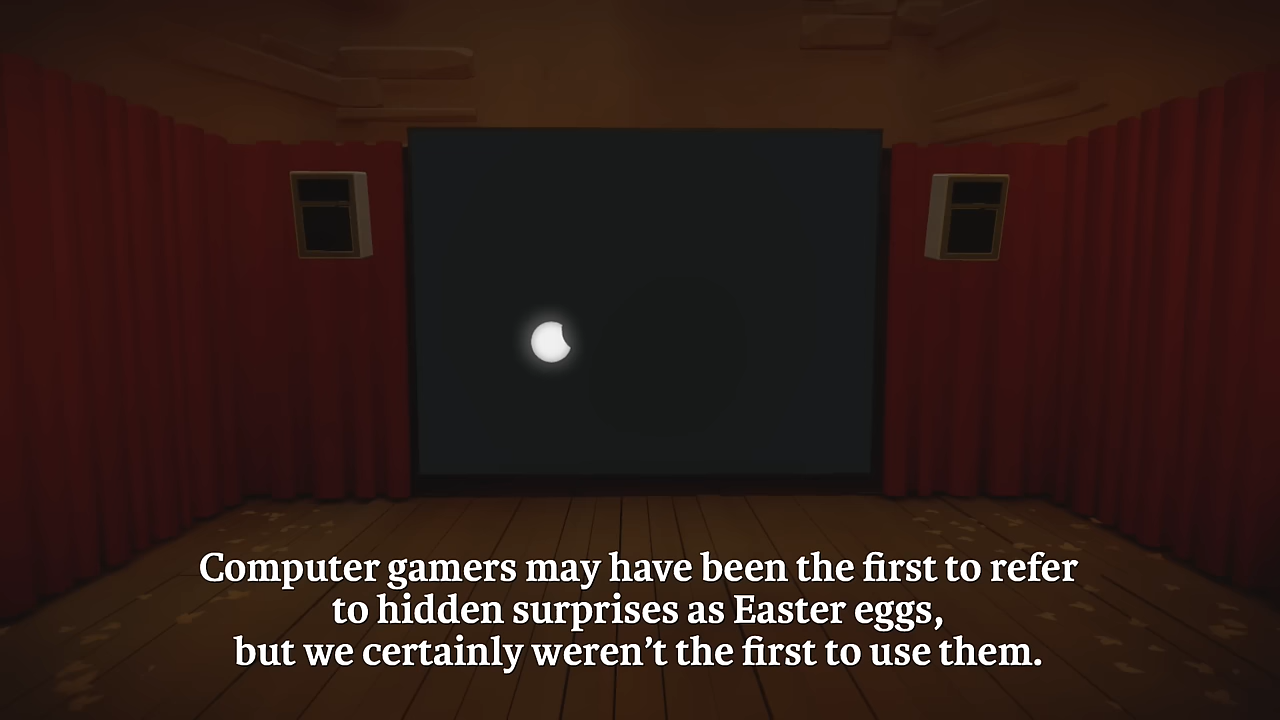 Computer gamers may have been the first to refer
to hidden surprises as Easter eggs,
but we certainly weren’t the first to use them.